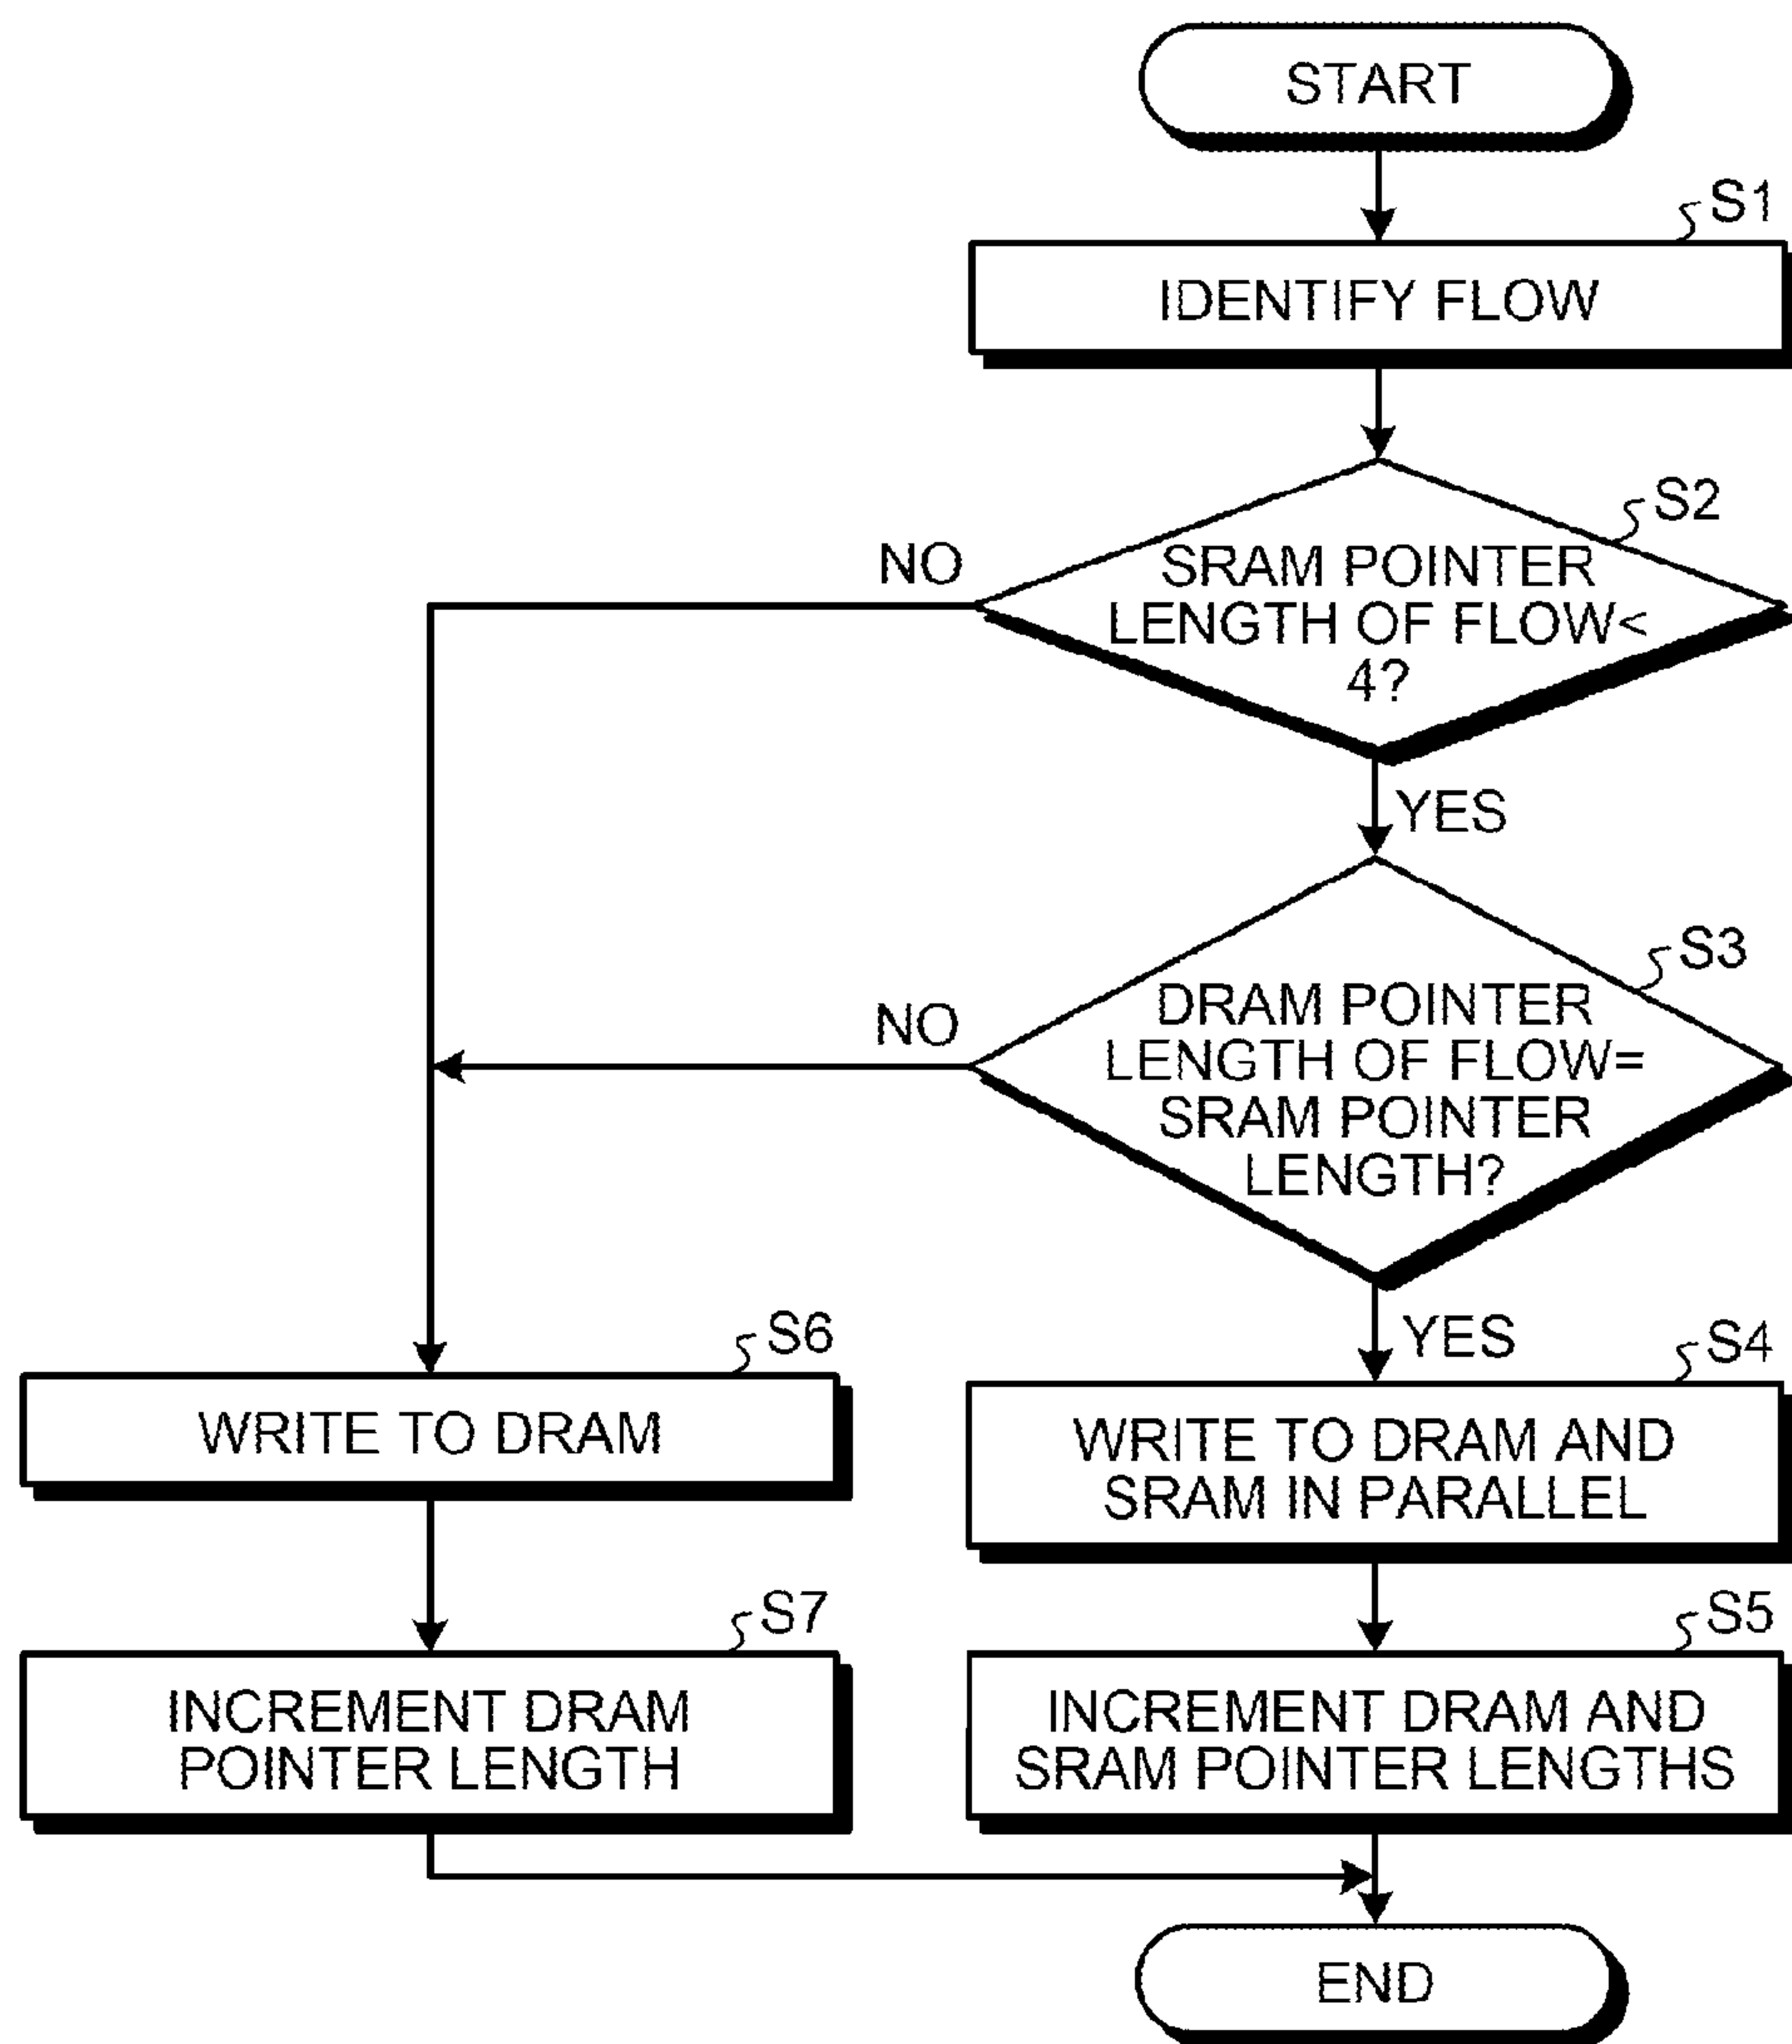 START
S1
IDENTIFY FLOW
S2
NO
SRAM POINTER
LENGTH OF FLOW<
4?
YES
S3
NO
DRAM POINTER
LENGTH OF FLOW=
SRAM POINTER
LENGTH?
YES
S6
WRITE TO DRAM
S4
WRITE TO DRAM AND
SRAM IN PARALLEL
S7
INCREMENT DRAM
POINTER LENGTH
S5
INCREMENT DRAM AND
SRAM POINTER LENGTHS
END